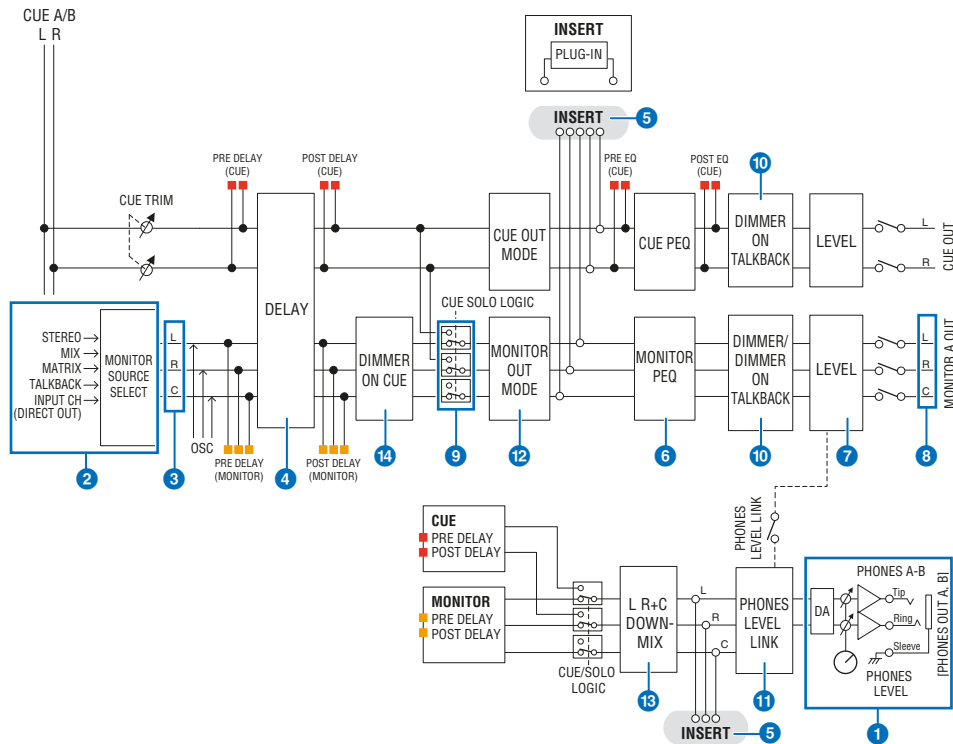 CUE A/B
L R
INSERT
PLUG-IN
INSERT 5
PRE DELAY
(CUE)
POST DELAY
(CUE)
PRE EQ
(CUE)
POST EQ
(CUE)
10
CUE TRIM
CUE OUT
MODE
CUE PEQ
DIMMER
ON
TALKBACK
LEVEL
L
R
CUE OUT
DELAY
CUE SOLO LOGIC
STEREO
MIX
MATRIX
TALKBACK
INPUT CH
(DIRECT OUT)
MONITOR
SOURCE
SELECT
L
R
C
OSC
PRE DELAY
(MONITOR)
POST DELAY
(MONITOR)
DIMMER
ON CUE
MONITOR
OUT
MODE
MONITOR
PEQ
DIMMER/
DIMMER
ON
TALKBACK
LEVEL
L
R
C
MONITOR A OUT
2
3
4
14
9
12
6
10
7
8
CUE
PRE DELAY
POST DELAY
MONITOR
PRE DELAY
POST DELAY
CUE/SOLO
LOGIC
L R+C
DOWN-
MIX
13
L
R
C
INSERT 5
PHONES
LEVEL LINK
PHONES
LEVEL
LINK
11
PHONES A-B
DA
Tip
Ring
Sleeve
PHONES
LEVEL
[PHONES OUT A, B]
1